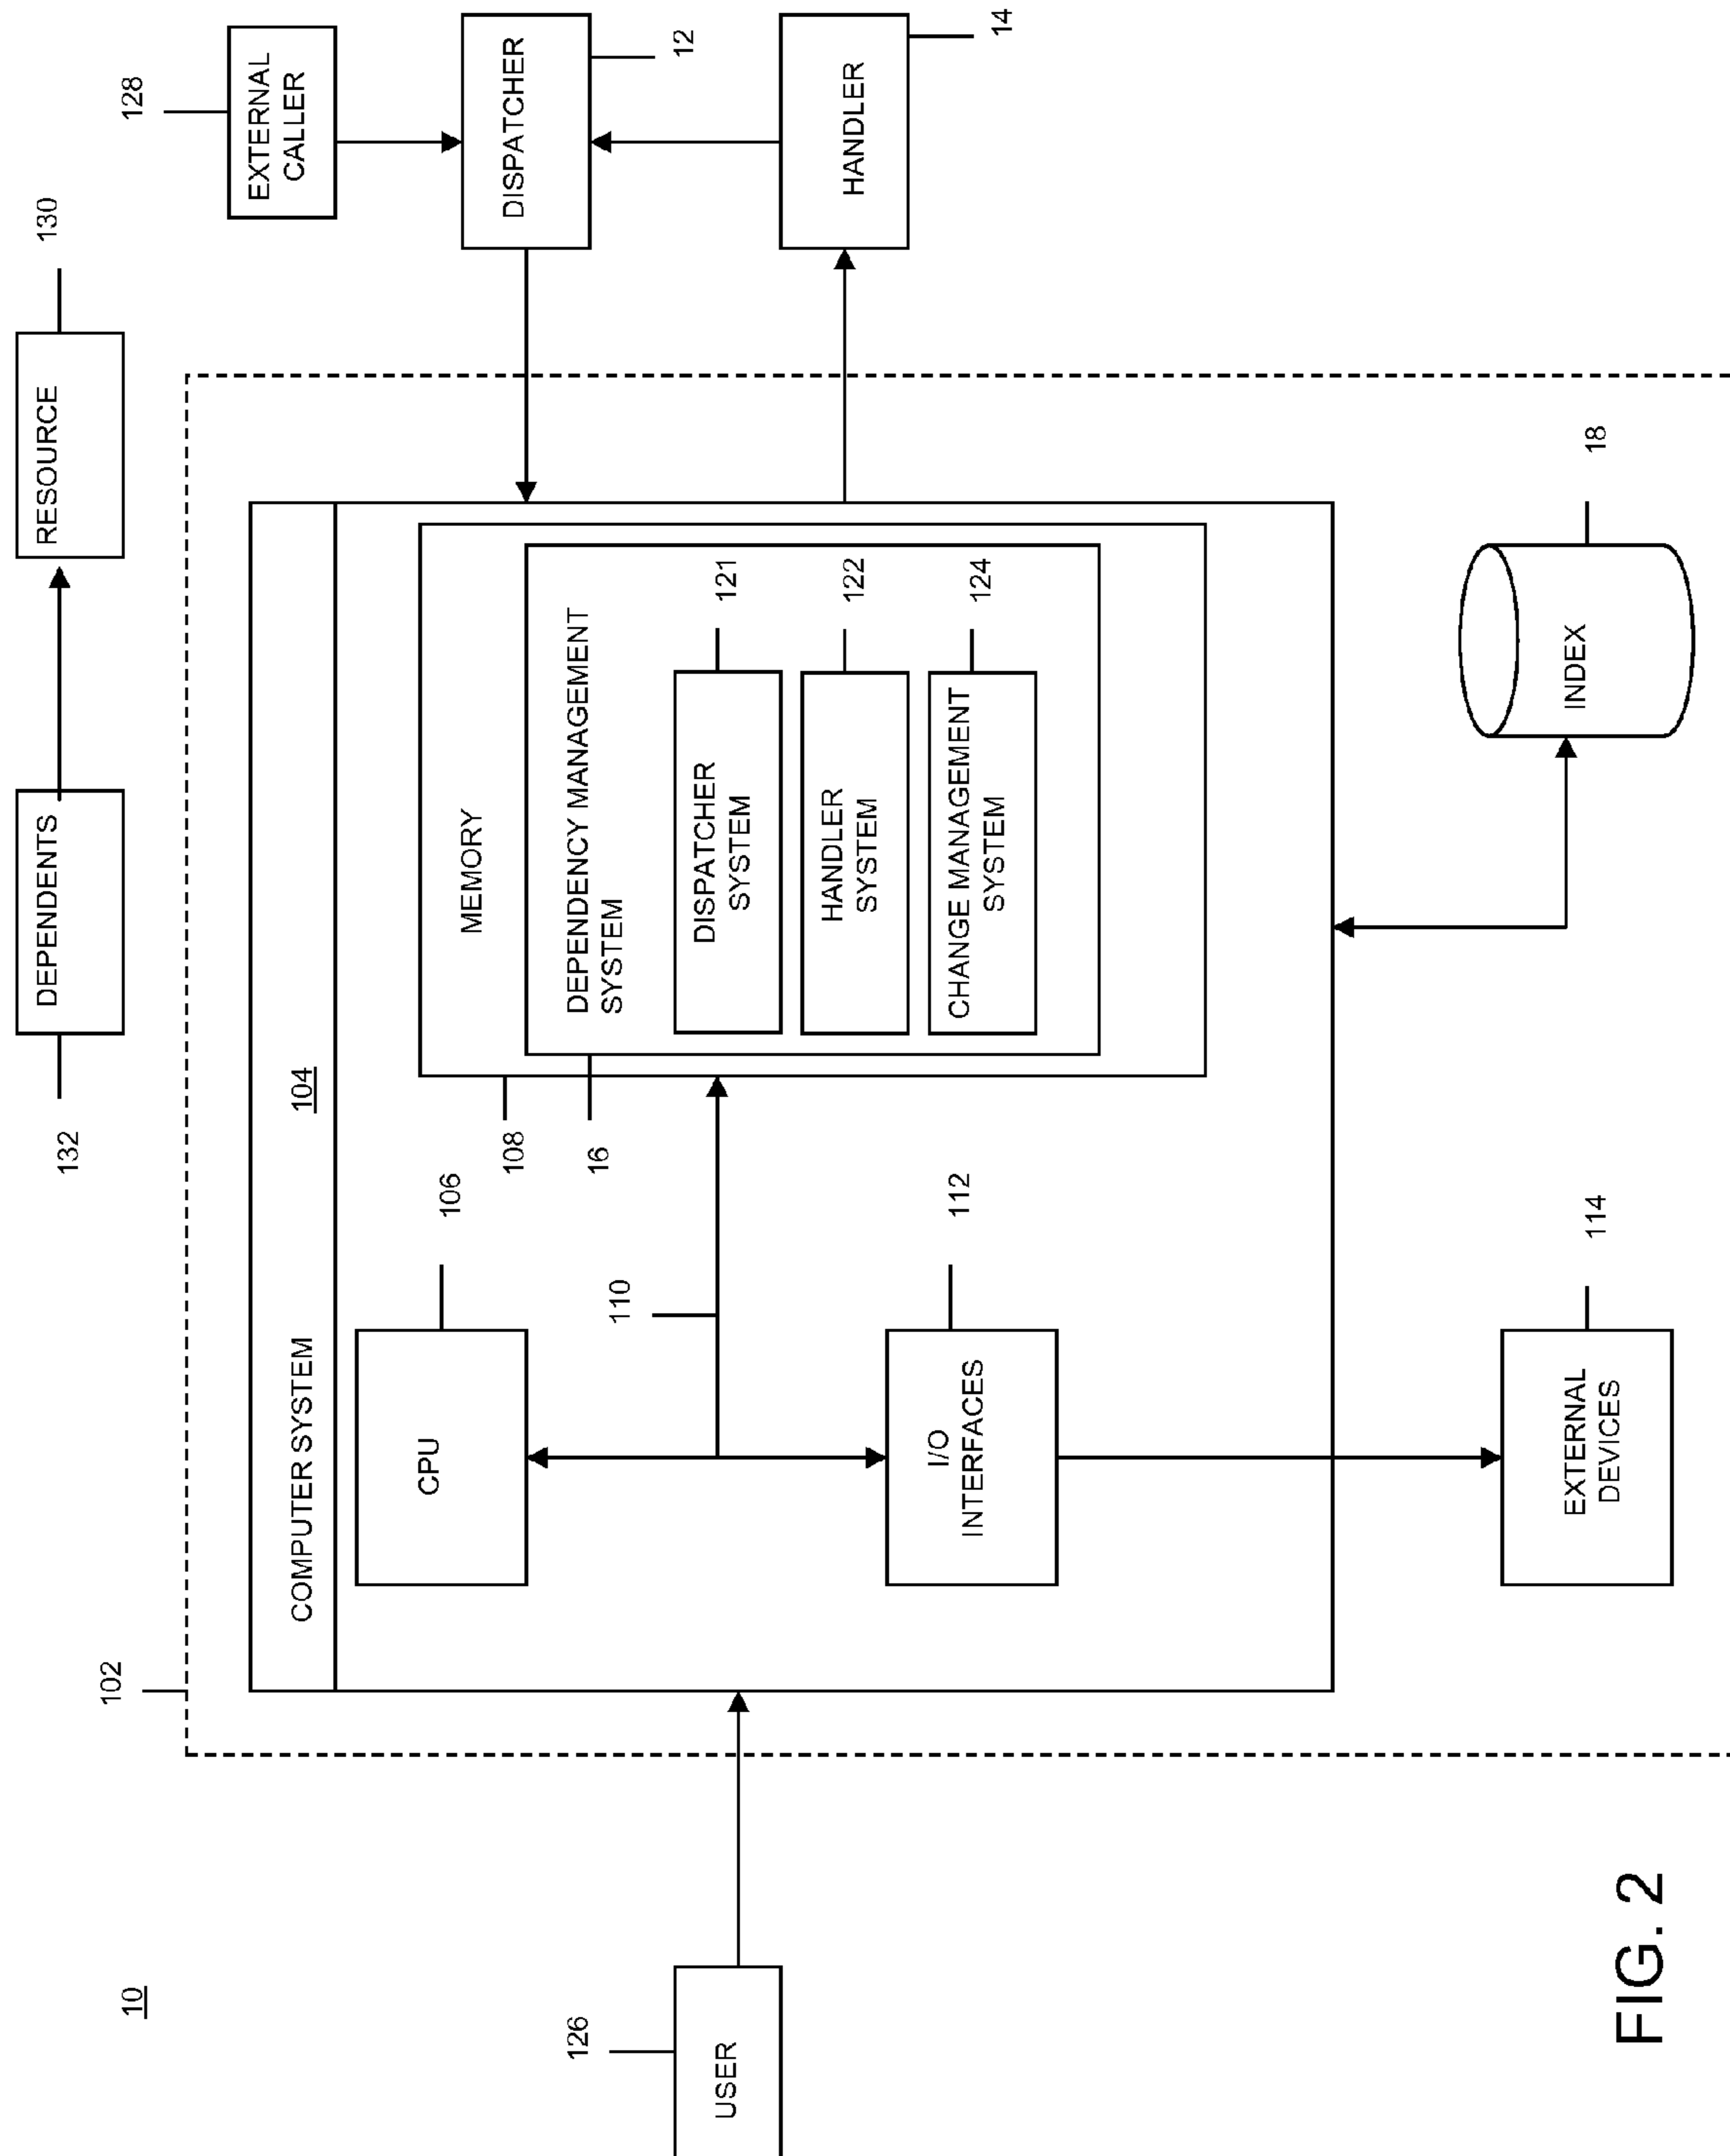 10
132
DEPENDENTS
RESOURCE
130
128
EXTERNAL
CALLER
102
COMPUTER SYSTEM
104
DISPATCHER
12
HANDLER
14
126
USER
CPU
106
110
I/O
INTERFACES
112
108
MEMORY
16
DEPENDENCY MANAGEMENT
SYSTEM
DISPATCHER
SYSTEM
121
HANDLER
SYSTEM
122
CHANGE MANAGEMENT
SYSTEM
124
EXTERNAL
DEVICES
114
INDEX
18
FIG. 2